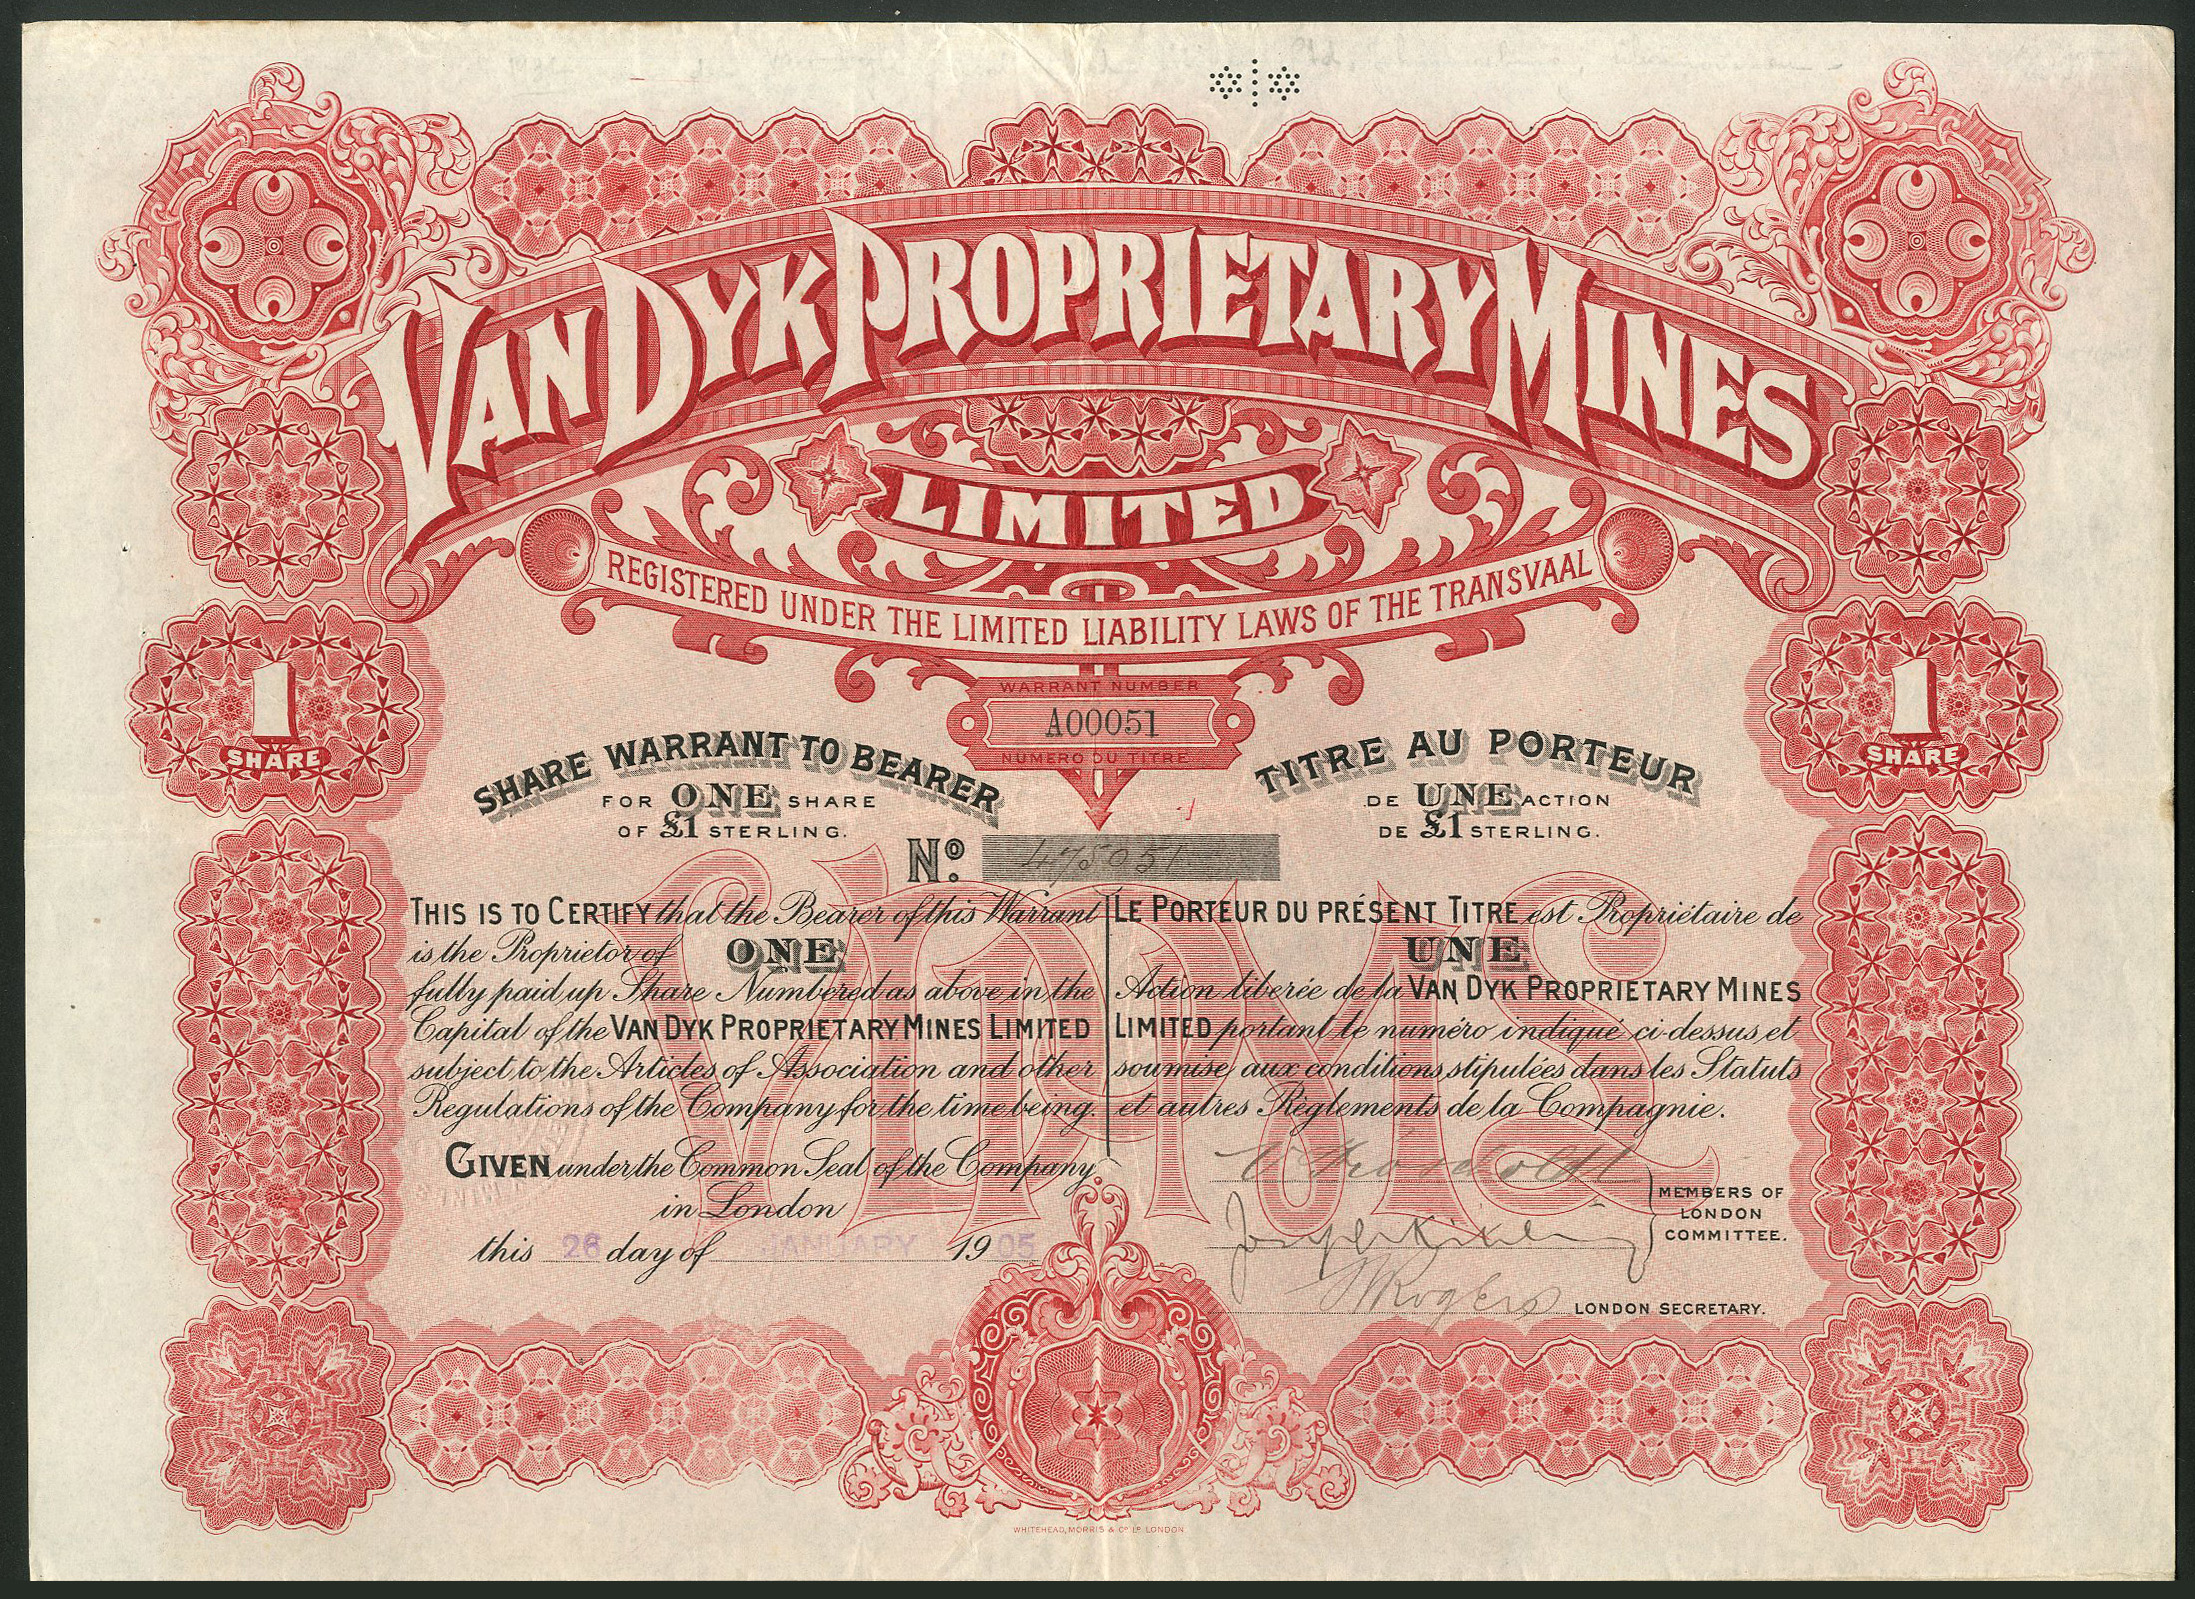 VAN DYK PROPRIETARY MINES
LIMITED
REGISTERED UNDER THE LIMITED LIABILITY LAWS OF THE TRANSVAAL
1
SHARE
1
SHARE
WARRANT NUMBER
A00051
NUMERO DU TITRE
SHARE WARRANT TO BEARER
FOR ONE SHARE
OF £1 STERLING.
TITRE AU PORTEUR
DE UNE ACTION
DE £1 STERLING.
No. 475051
THIS IS TO CERTIFY that the Bearer of this Warrant
is the Proprietor of ONE
fully paid up Share Numbered as above in the
Capital of the VAN DYK PROPRIETARY MINES LIMITED
subject to the Articles of Association and other
Regulations of the Company for the time being.
GIVEN under the Common Seal of the Company
in London
this 26 day of JANUARY 1905
LE PORTEUR DU PRÉSENT TITRE est Propriétaire de
UNE
Action libérée de la VAN DYK PROPRIETARY MINES
LIMITED portant le numéro indiqué ci-dessus et
soumise aux conditions stipulées dans les Statuts
et autres Règlements de la Compagnie.
MEMBERS OF
LONDON
COMMITTEE.
Rogers LONDON SECRETARY.
VDPML
WHITEHEAD, MORRIS & Co. Ld. LONDON